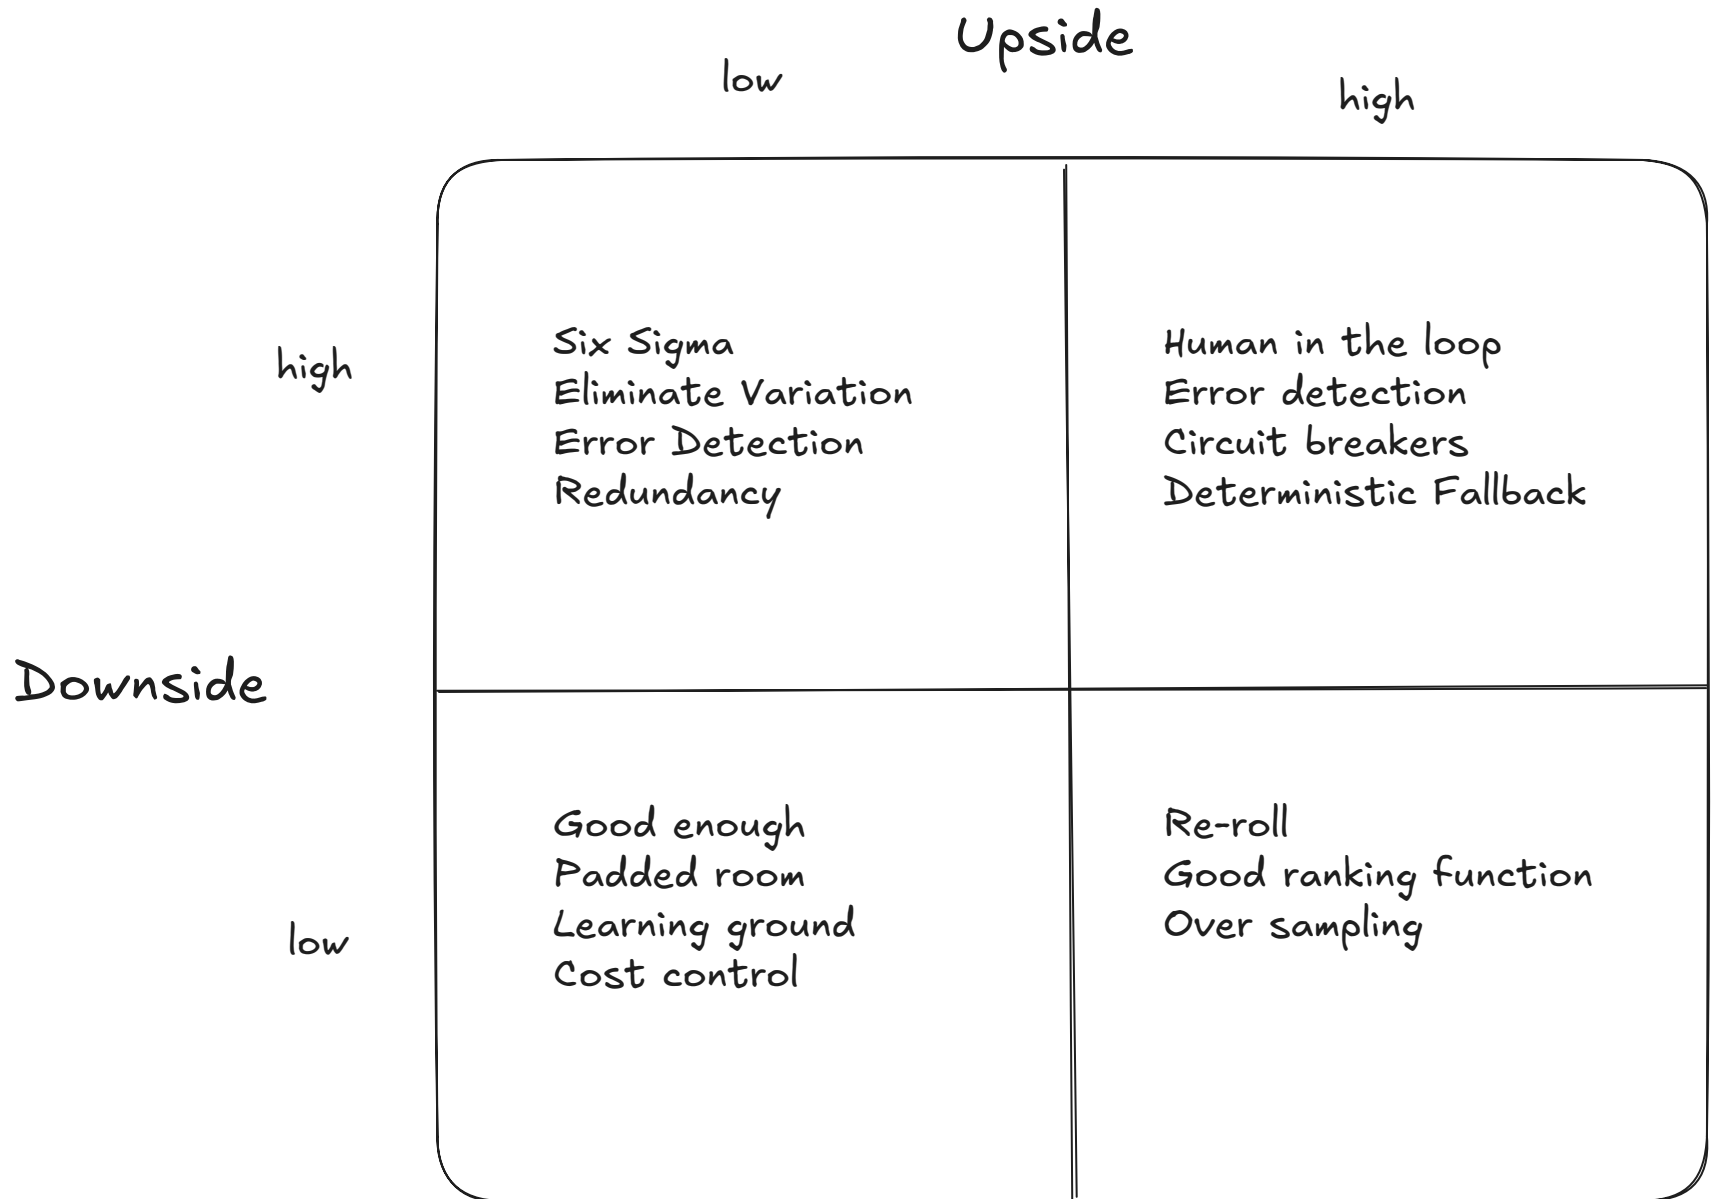 Upside
low
high
high
Six Sigma
Eliminate Variation
Error Detection
Redundancy
Human in the loop
Error detection
Circuit breakers
Deterministic Fallback
Downside
low
Good enough
Padded room
Learning ground
Cost control
Re-roll
Good ranking function
Over sampling